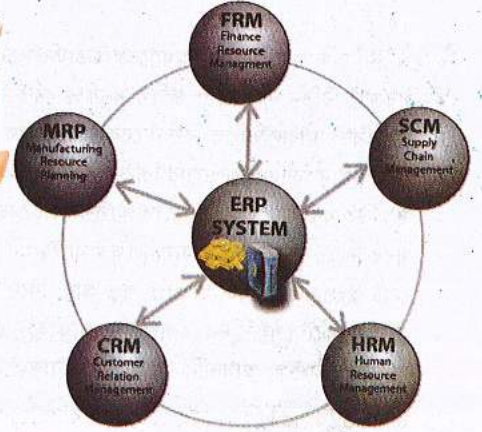 FRM
Finance
Resource
Managment
MRP
Manufacturing
Resource
Planning
SCM
Supply
Chain
Management
ERP
SYSTEM
CRM
Customer
Relation
Management
HRM
Human
Resource
Management